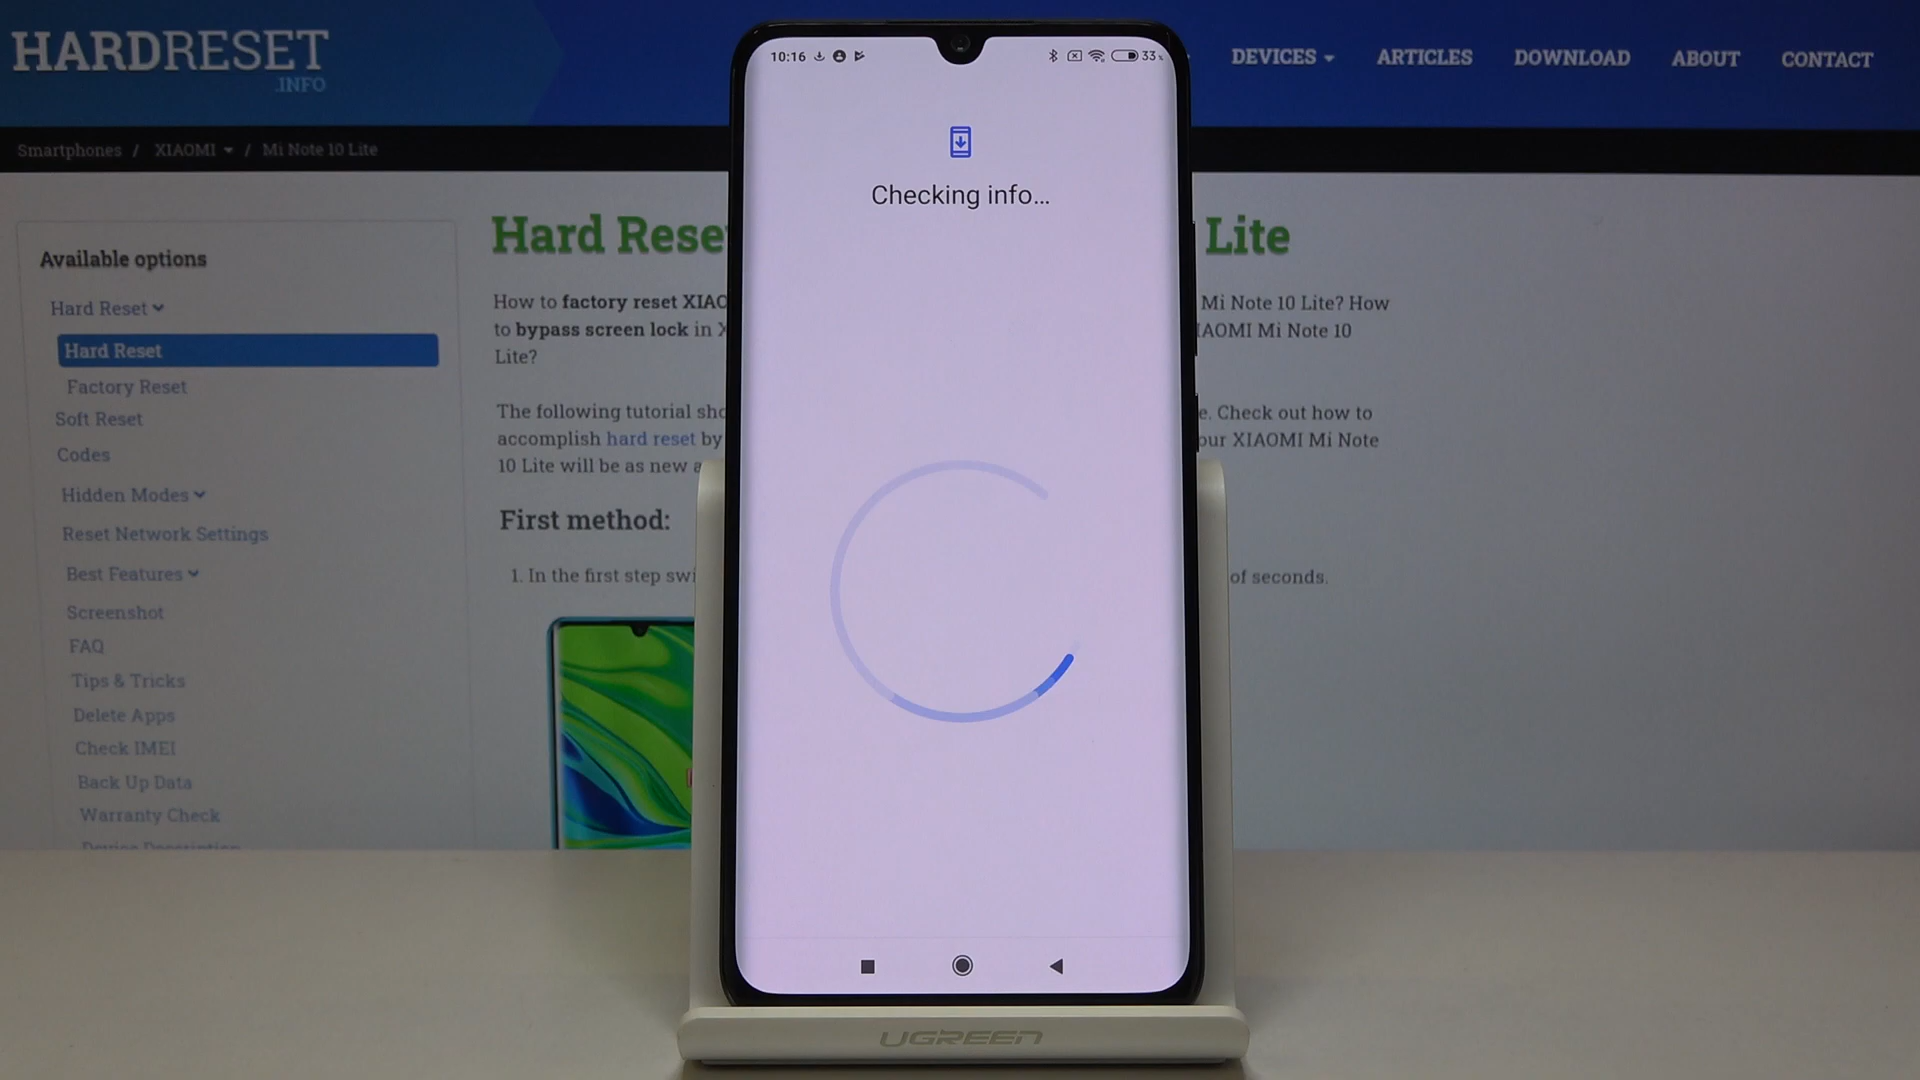 HARDRESET
.INFO
DEVICES
ARTICLES
DOWNLOAD
ABOUT
CONTACT
Smartphones / XIAOMI / Mi Note 10 Lite
Available options
Hard Reset
Hard Reset
Factory Reset
Soft Reset
Codes
Hidden Modes
Reset Network Settings
Best Features
Screenshot
FAQ
Tips & Tricks
Delete Apps
Check IMEI
Back Up Data
Warranty Check
Device Description
Hard Rese Lite
How to factory reset XIAO Mi Note 10 Lite? How
to bypass screen lock in X IAOMI Mi Note 10
Lite?
The following tutorial sho e. Check out how to
accomplish hard reset by our XIAOMI Mi Note
10 Lite will be as new a
First method:
1. In the first step swi of seconds.
10:16
33
Checking info...
UGREEN